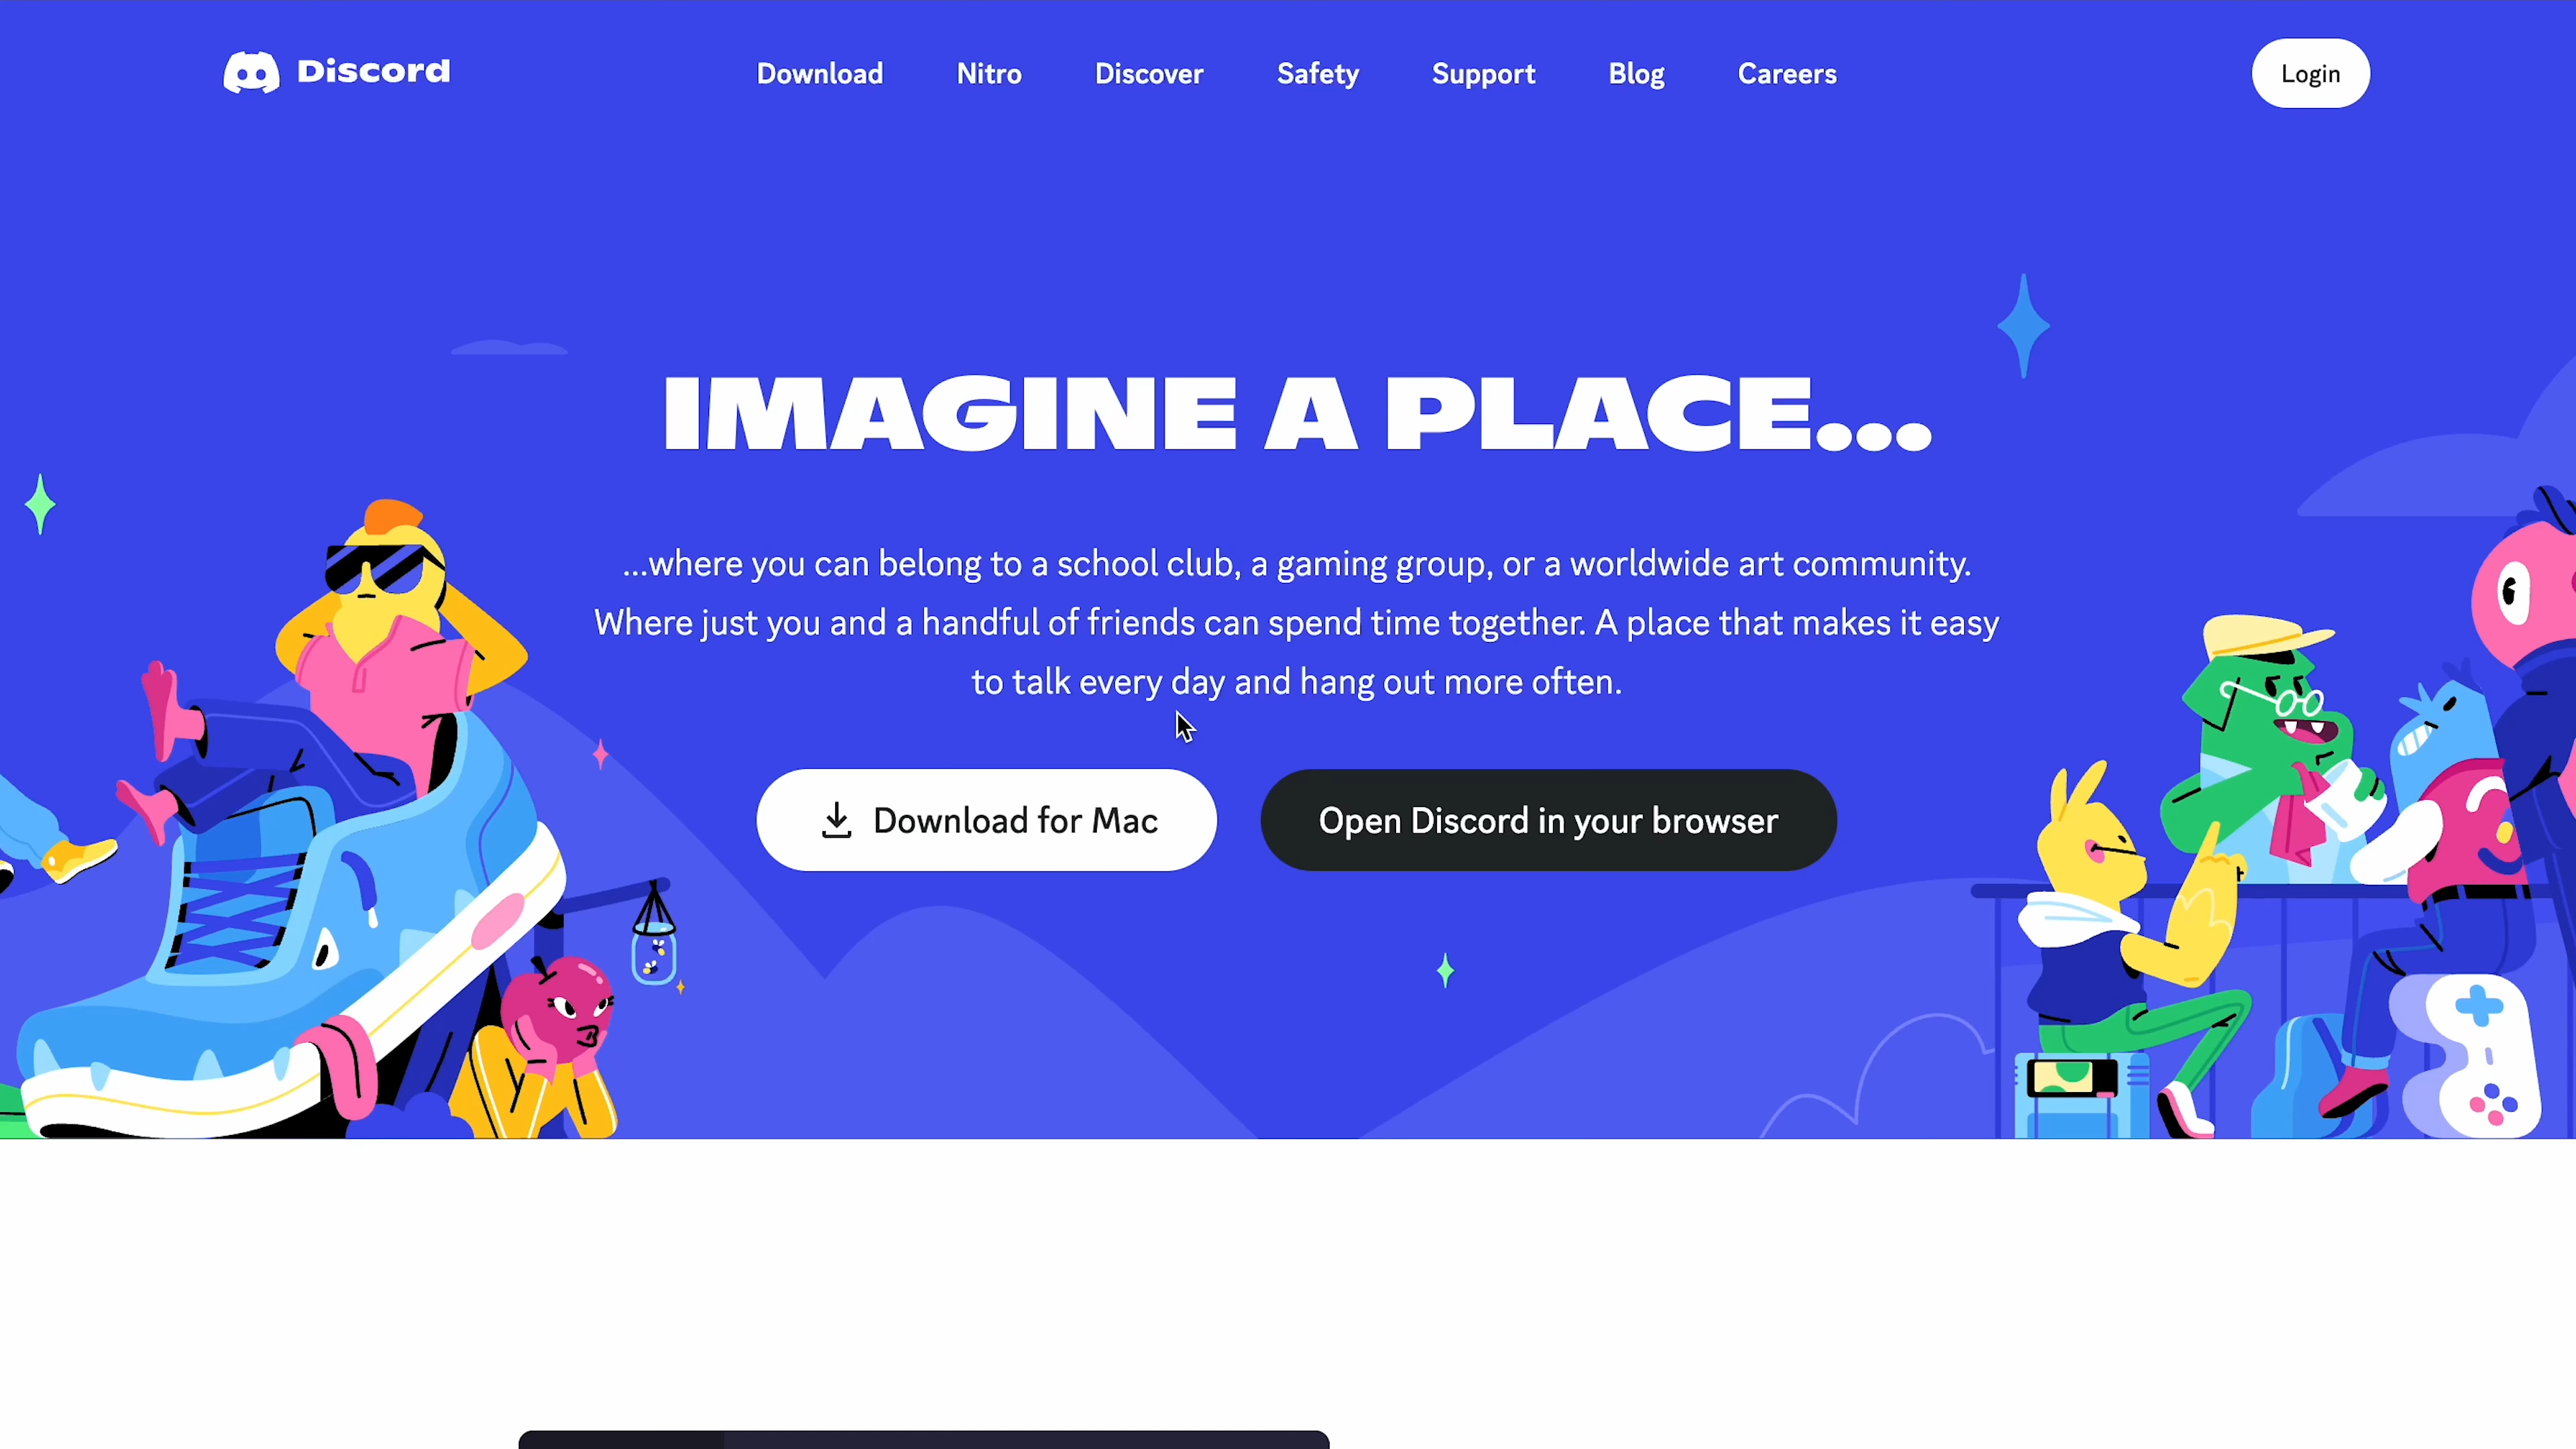 Discord
Download Nitro Discover Safety Support Blog Careers
Login
IMAGINE A PLACE...
...where you can belong to a school club, a gaming group, or a worldwide art community.
Where just you and a handful of friends can spend time together. A place that makes it easy
to talk every day and hang out more often.
Download for Mac
Open Discord in your browser